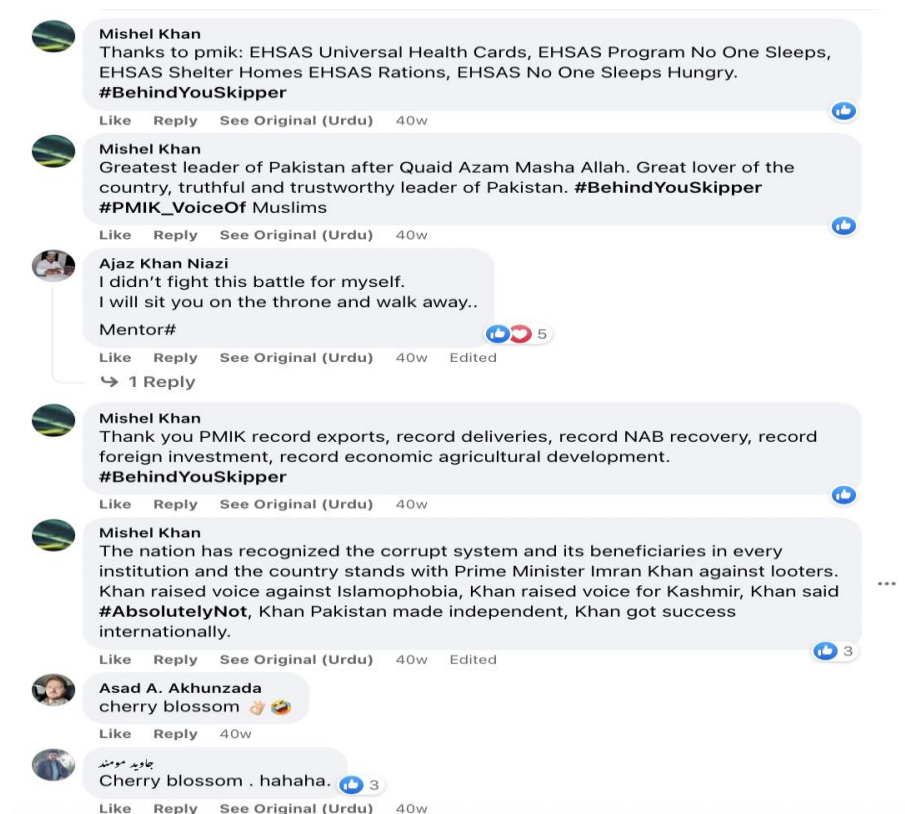 Mishel Khan
Thanks to pmik: EHSAS Universal Health Cards, EHSAS Program No One Sleeps,
EHSAS Shelter Homes EHSAS Rations, EHSAS No One Sleeps Hungry.
#BehindYouSkipper
Like Reply See Original (Urdu) 40w
Mishel Khan
Greatest leader of Pakistan after Quaid Azam Masha Allah. Great lover of the
country, truthful and trustworthy leader of Pakistan. #BehindYouSkipper
#PMIK_VoiceOf Muslims
Like Reply See Original (Urdu) 40w
Ajaz Khan Niazi
I didn't fight this battle for myself.
I will sit you on the throne and walk away..
Mentor#
5
Like Reply See Original (Urdu) 40w Edited
1 Reply
Mishel Khan
Thank you PMIK record exports, record deliveries, record NAB recovery, record
foreign investment, record economic agricultural development.
#BehindYouSkipper
Like Reply See Original (Urdu) 40w
Mishel Khan
The nation has recognized the corrupt system and its beneficiaries in every
institution and the country stands with Prime Minister Imran Khan against looters.
Khan raised voice against Islamophobia, Khan raised voice for Kashmir, Khan said
#AbsolutelyNot, Khan Pakistan made independent, Khan got success
internationally.
3
Like Reply See Original (Urdu) 40w Edited
Asad A. Akhunzada
cherry blossom 👌🏻🤣
Like Reply 40w
جاوید مومند
Cherry blossom . hahaha. 3
Like Reply See Original (Urdu) 40w